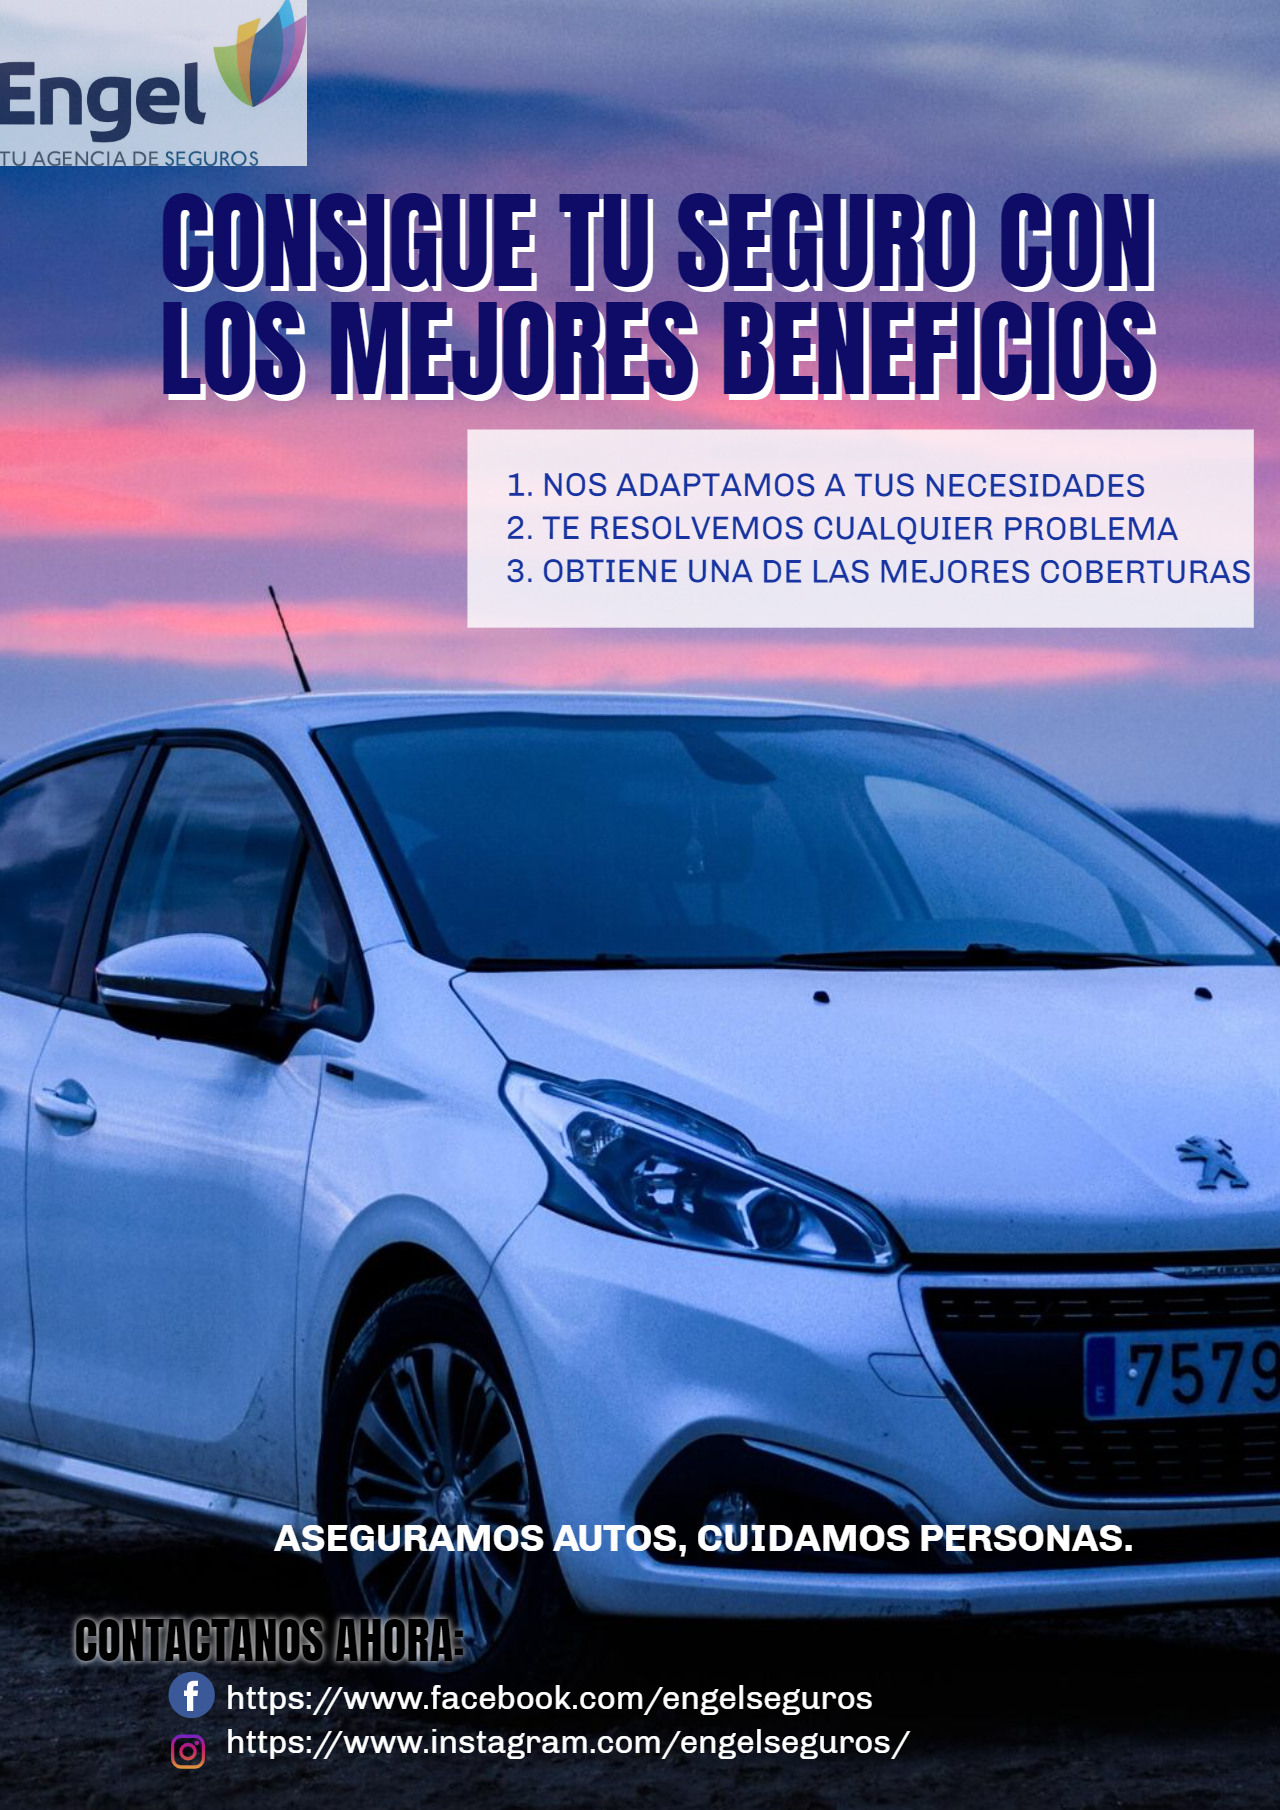 Engel
TU AGENCIA DE SEGUROS
CONSIGUE TU SEGURO CON
LOS MEJORES BENEFICIOS
1. NOS ADAPTAMOS A TUS NECESIDADES
2. TE RESOLVEMOS CUALQUIER PROBLEMA
3. OBTIENE UNA DE LAS MEJORES COBERTURAS
E 7579
ASEGURAMOS AUTOS, CUIDAMOS PERSONAS.
CONTACTANOS AHORA:
f https://www.facebook.com/engelseguros
https://www.instagram.com/engelseguros/